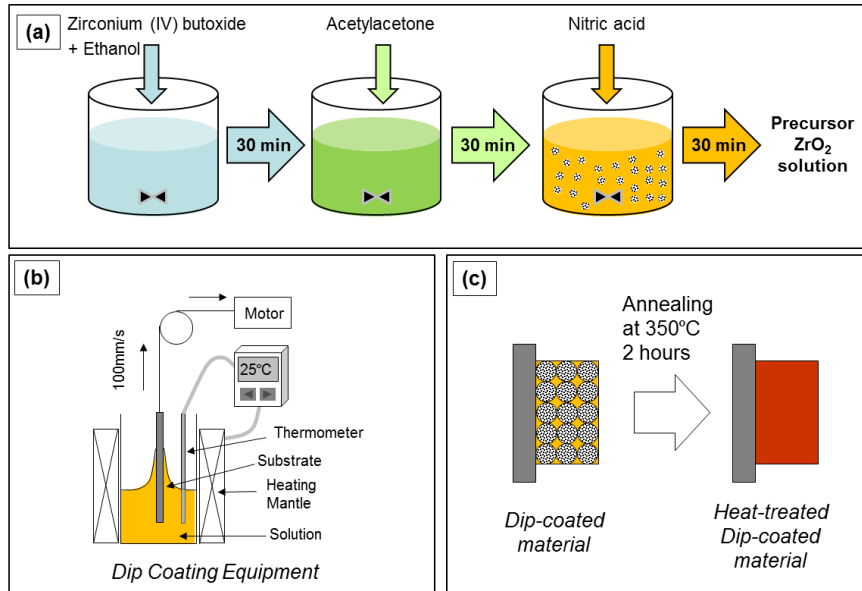 (a)
Zirconium (IV) butoxide
+ Ethanol
Acetylacetone
Nitric acid
30 min
30 min
30 min
Precursor
ZrO₂
solution
(b)
Motor
100mm/s
25°C
Thermometer
Substrate
Heating
Mantle
Solution
Dip Coating Equipment
(c)
Annealing
at 350ºC
2 hours
Dip-coated
material
Heat-treated
Dip-coated
material